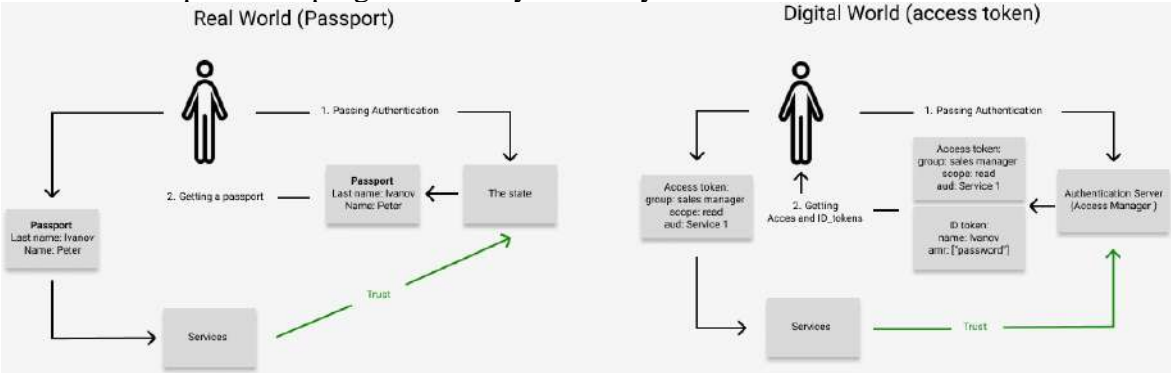 Real World (Passport)
1. Passing Authentication
Passport
Last name: Ivanov
Name: Peter
The state
2. Getting a passport
Passport
Last name: Ivanov
Name: Peter
Trust
Services
Digital World (access token)
1. Passing Authentication
Access token:
group: sales manager
scope: read
aud: Service 1
Access token:
group: sales manager
scope: read
aud: Service 1
2. Getting
Acces and ID_tokens
Authentication Server
(Access Manager )
ID token:
name: Ivanov
amr: ["password"]
Services
Trust